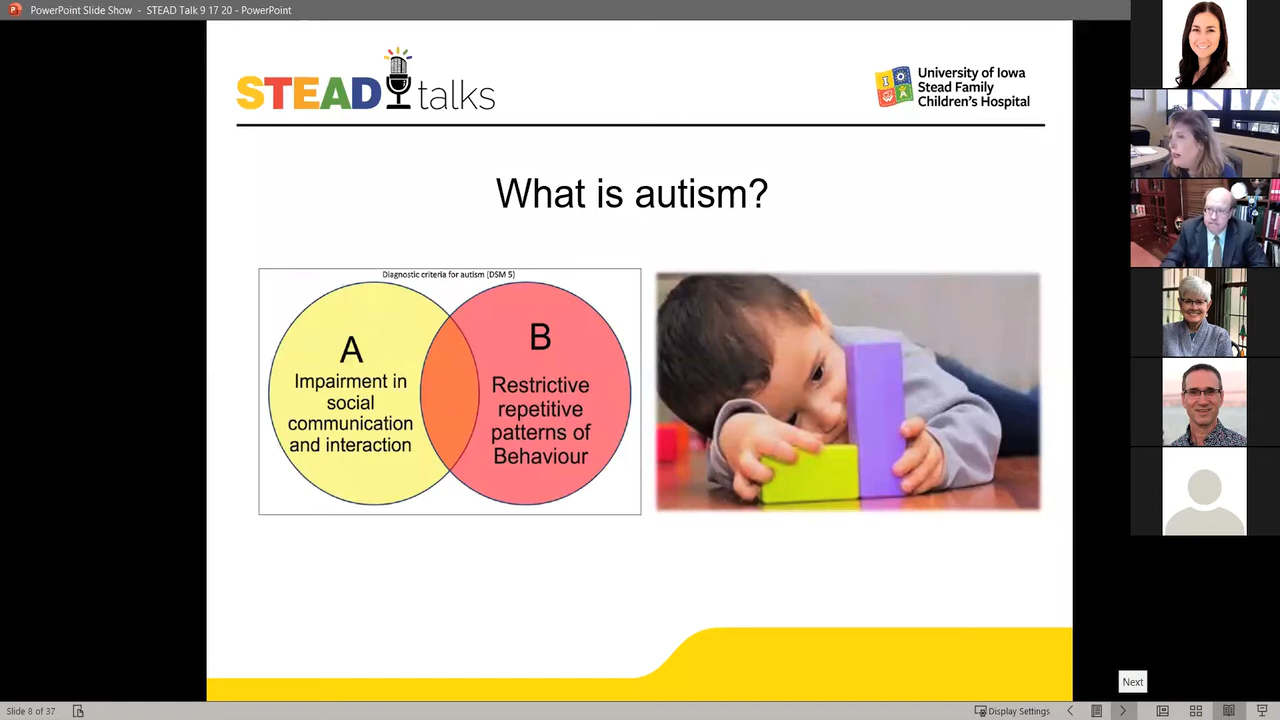 PowerPoint Slide Show - STEAD Talk 9 17 20 - PowerPoint
STEAD talks
University of Iowa
Stead Family
Children's Hospital
What is autism?
Diagnostic criteria for autism (DSM 5)
A
Impairment in
social
communication
and interaction
B
Restrictive
repetitive
patterns of
Behaviour
Next
Slide 8 of 37
Display Settings